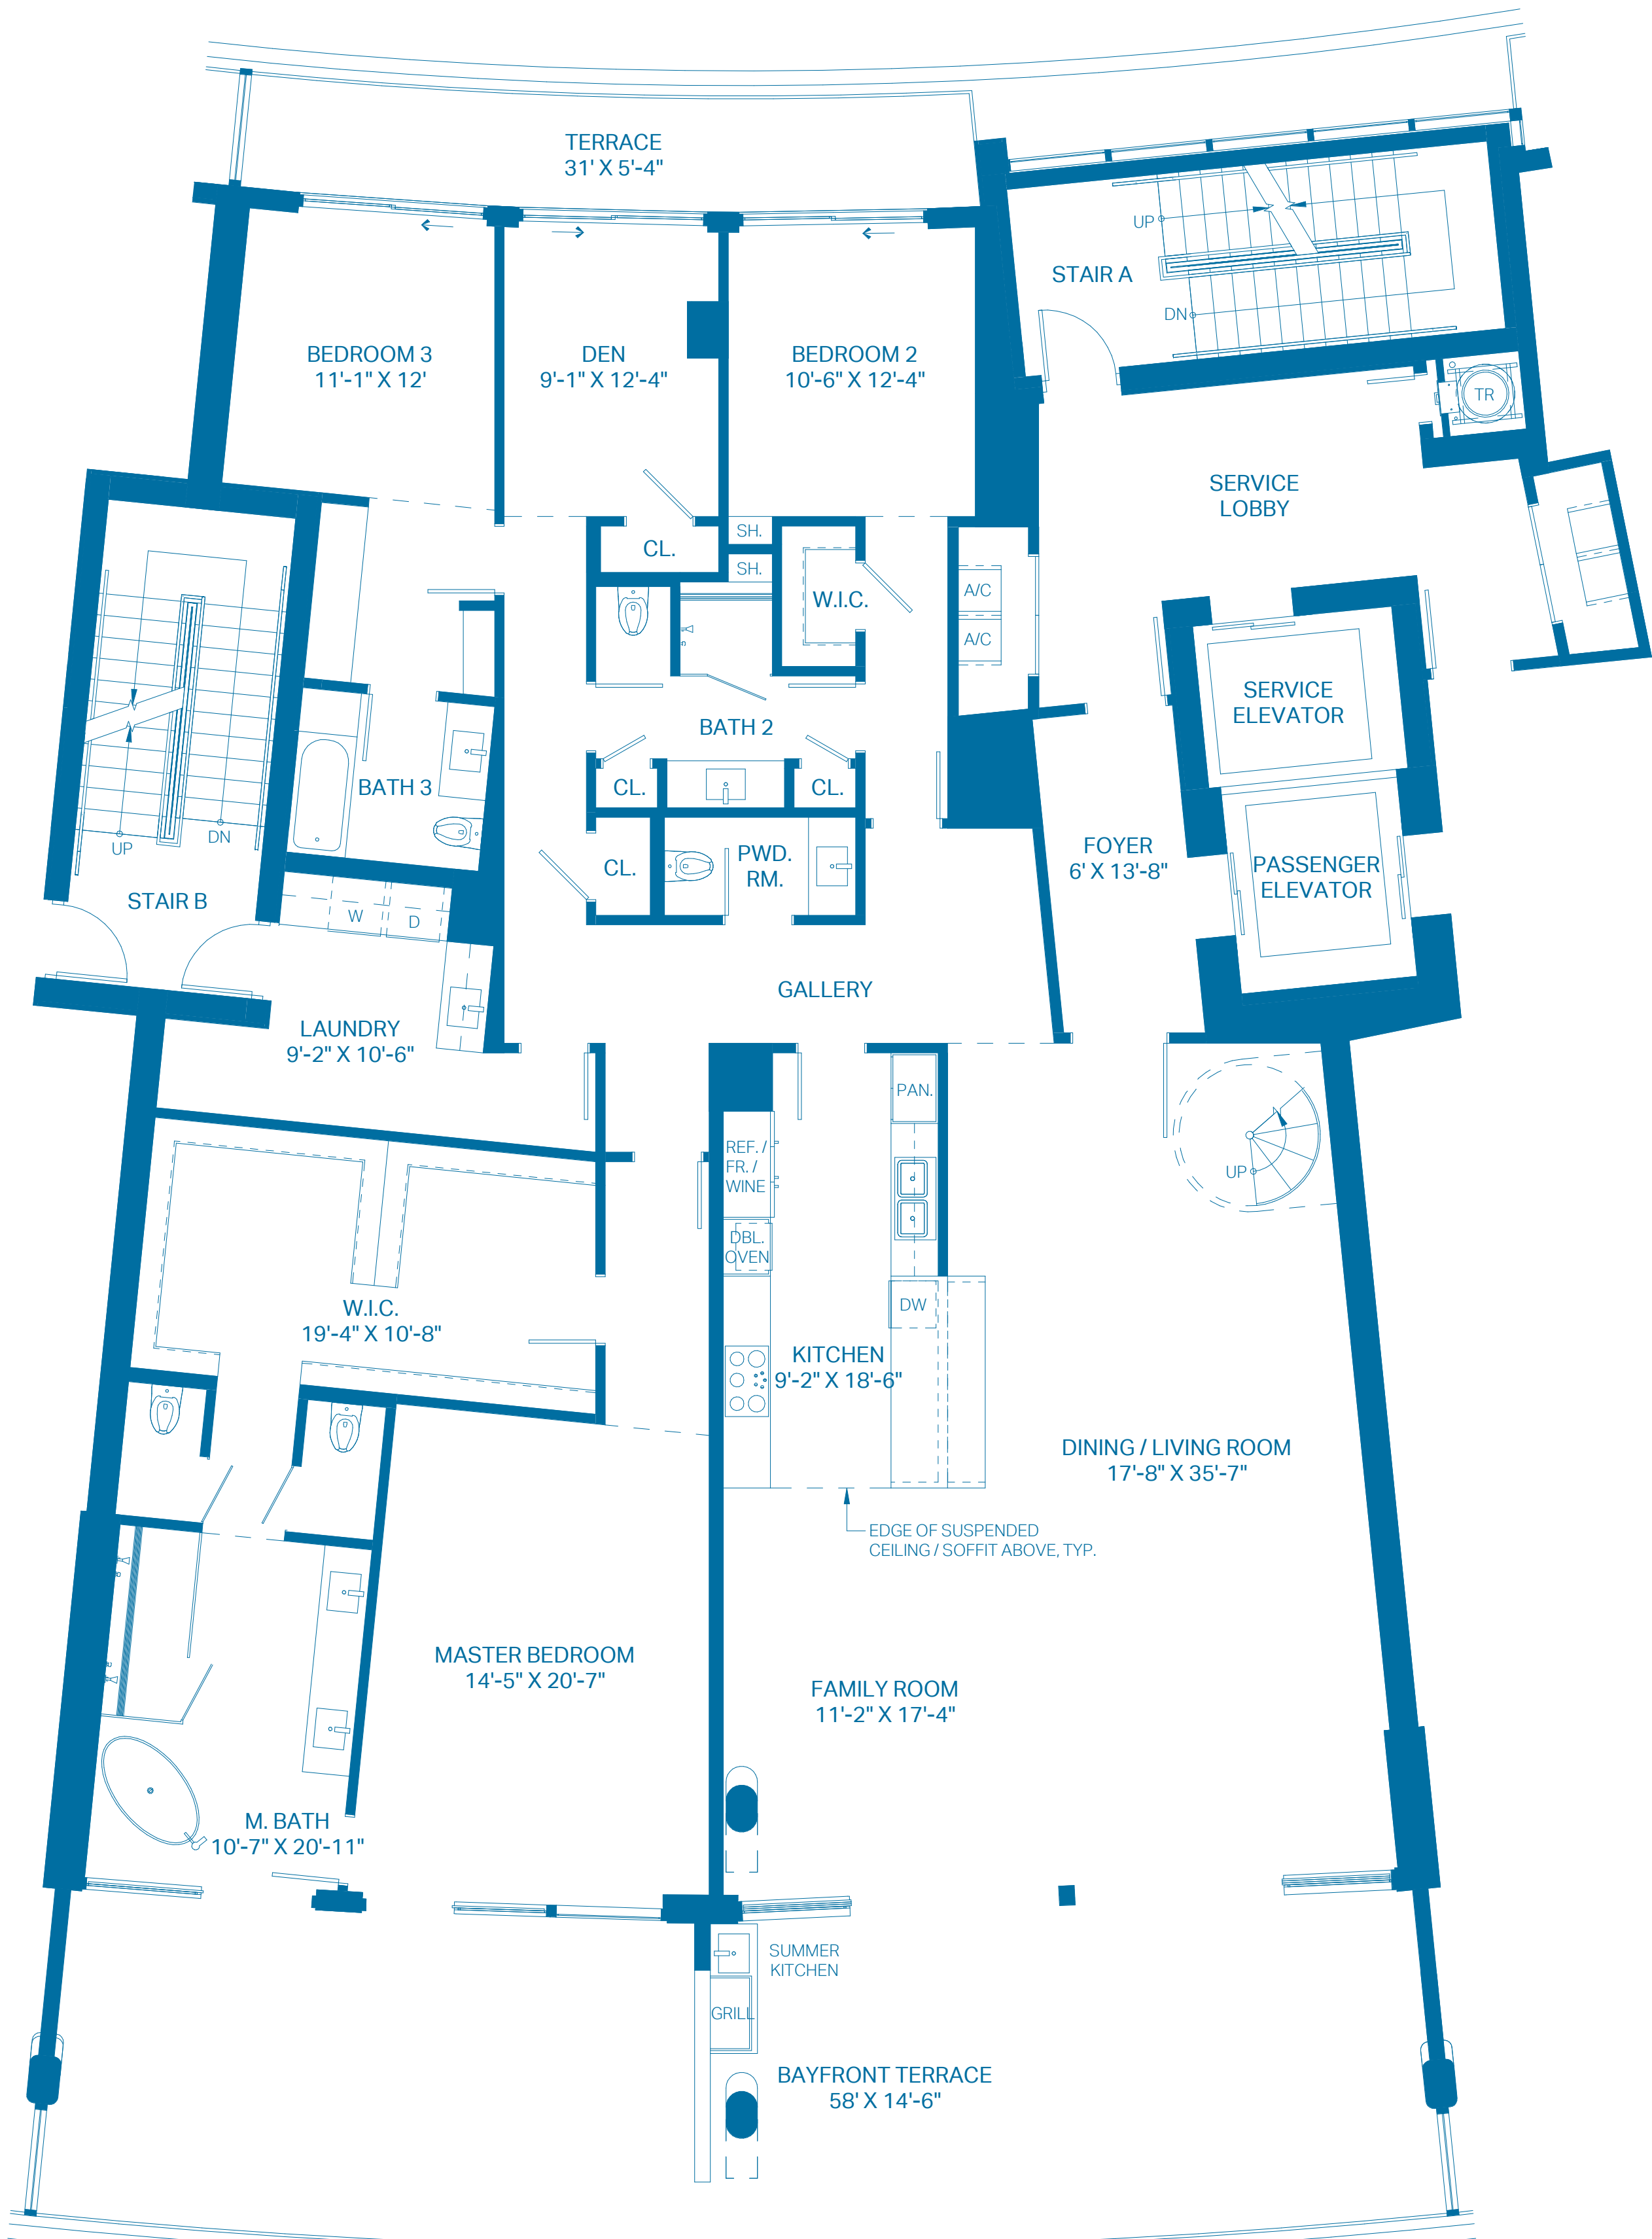 TERRACE
31' X 5'-4"
UP
STAIR A
DN
BEDROOM 3
11'-1" X 12'
DEN
9'-1" X 12'-4"
BEDROOM 2
10'-6" X 12'-4"
TR
SERVICE
LOBBY
CL.
SH.
SH.
W.I.C.
A/C
A/C
SERVICE
ELEVATOR
BATH 2
BATH 3
CL.
CL.
UP
DN
STAIR B
W
D
CL.
PWD.
RM.
FOYER
6' X 13'-8"
PASSENGER
ELEVATOR
GALLERY
LAUNDRY
9'-2" X 10'-6"
PAN.
REF. /
FR. /
WINE
UP
DBL.
OVEN
W.I.C.
19'-4" X 10'-8"
DW
KITCHEN
9'-2" X 18'-6"
DINING / LIVING ROOM
17'-8" X 35'-7"
EDGE OF SUSPENDED
CEILING / SOFFIT ABOVE, TYP.
MASTER BEDROOM
14'-5" X 20'-7"
FAMILY ROOM
11'-2" X 17'-4"
M. BATH
10'-7" X 20'-11"
SUMMER
KITCHEN
GRILL
BAYFRONT TERRACE
58' X 14'-6"